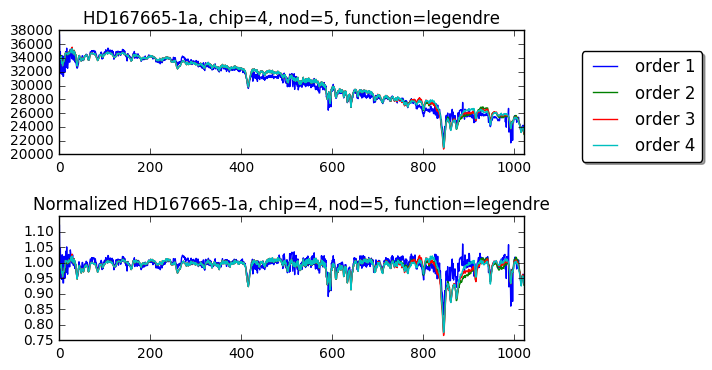 HD167665-1a, chip=4, nod=5, function=legendre
38000
36000
34000
32000
30000
28000
26000
24000
22000
20000
0 200 400 600 800 1000
order 1
order 2
order 3
order 4
Normalized HD167665-1a, chip=4, nod=5, function=legendre
1.10
1.05
1.00
0.95
0.90
0.85
0.80
0.75
0 200 400 600 800 1000